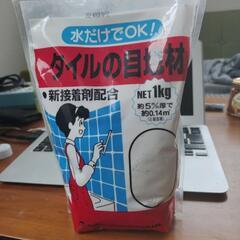 水だけでOK!
タイルの目地材
・新接着剤配合
NET 1kg
約5%厚で
約0.14m²